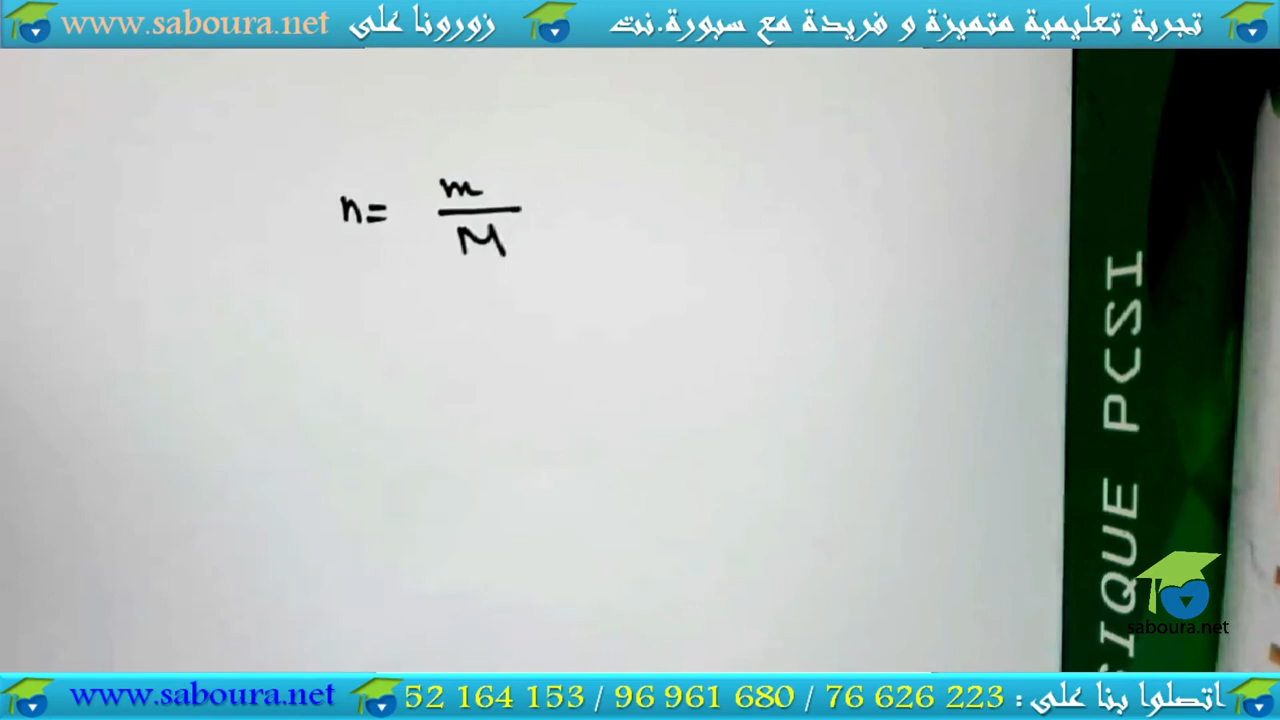 تجربة تعليمية متميزة و فريدة مع سبورة.نت زورونا على www.saboura.net
n = m / M
SIQUE PCSI
saboura.net
اتصلوا بنا على : 52 164 153 / 96 961 680 / 76 626 223 www.saboura.net